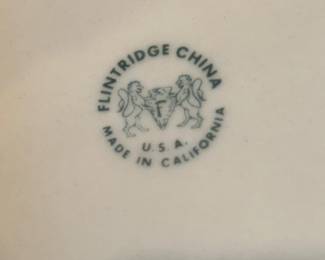 FLINTRIDGE CHINA
F
U.S.A.
MADE IN CALIFORNIA